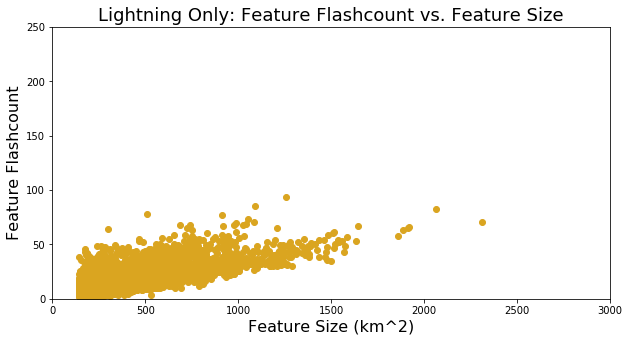 Lightning Only: Feature Flashcount vs. Feature Size
250
200
150
100
50
0
Feature Flashcount
0 500 1000 1500 2000 2500 3000
Feature Size (km^2)